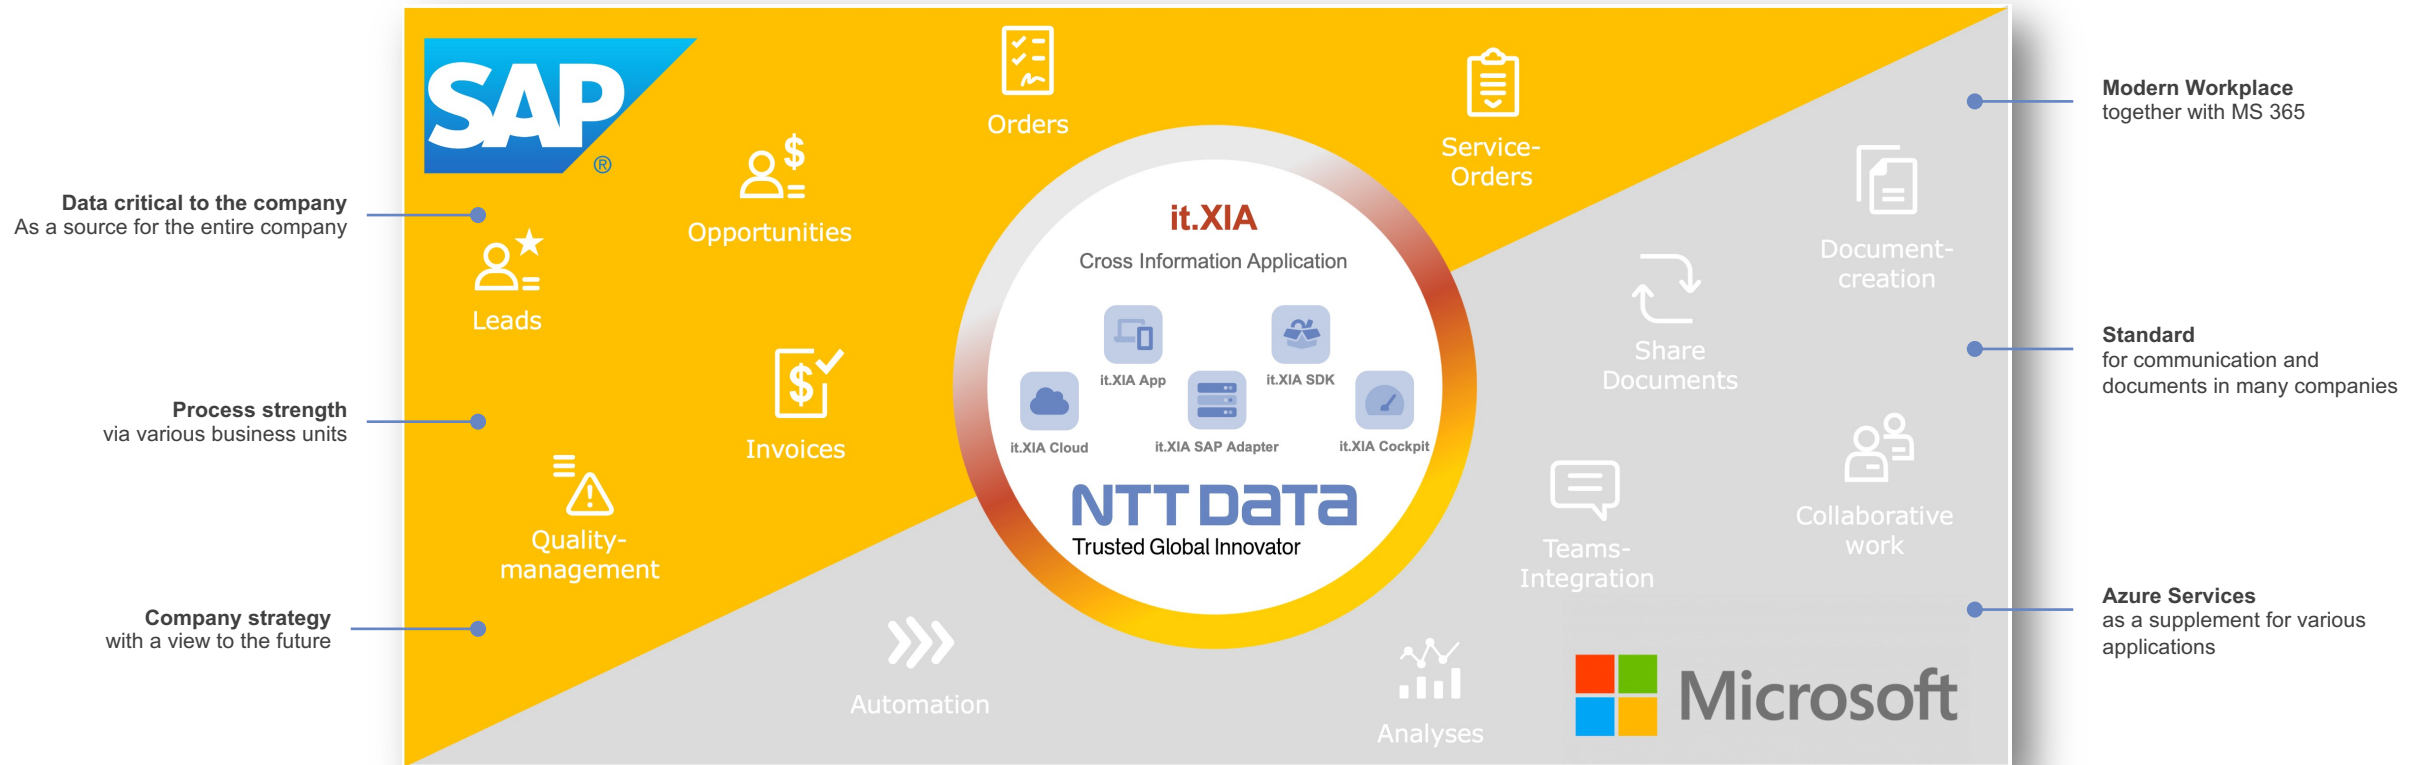 Data critical to the company
As a source for the entire company
Process strength
via various business units
Company strategy
with a view to the future
SAP
®
Orders
Service-
Orders
Opportunities
Leads
Invoices
Quality-
management
it.XIA
Cross Information Application
it.XIA App
it.XIA SDK
it.XIA Cloud
it.XIA SAP Adapter
it.XIA Cockpit
NTT DATA
Trusted Global Innovator
Document-
creation
Share
Documents
Collaborative
work
Teams-
Integration
Automation
Analyses
Microsoft
Modern Workplace
together with MS 365
Standard
for communication and
documents in many companies
Azure Services
as a supplement for various
applications